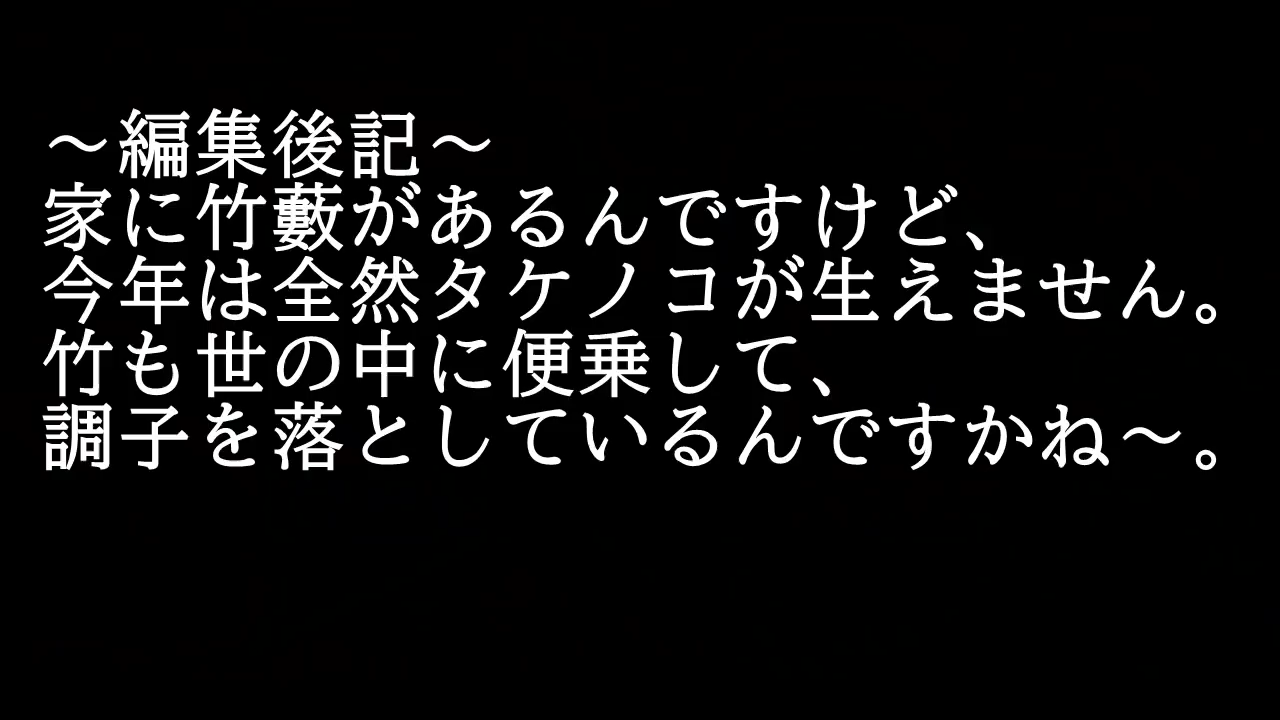 ～編集後記～
家に竹藪があるんですけど、
今年は全然タケノコが生えません。
竹も世の中に便乗して、
調子を落としているんですかね～。